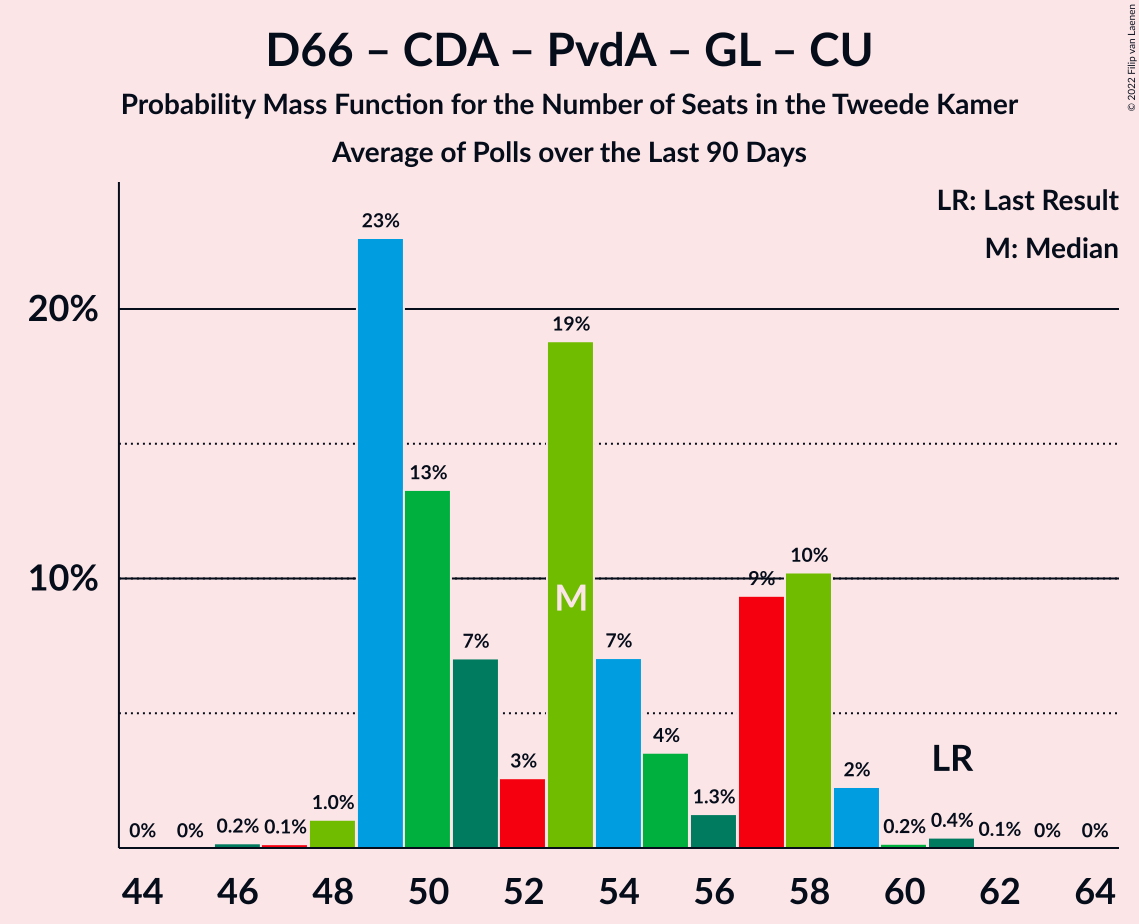 D66 – CDA – PvdA – GL – CU
Probability Mass Function for the Number of Seats in the Tweede Kamer
Average of Polls over the Last 90 Days
© 2022 Filip van Laenen
LR: Last Result
M: Median
20%
10%
0%
0%
0.2%
0.1%
1.0%
23%
13%
7%
3%
19%
M
7%
4%
1.3%
9%
10%
2%
0.2%
LR
0.4%
0.1%
0%
0%
44 46 48 50 52 54 56 58 60 62 64